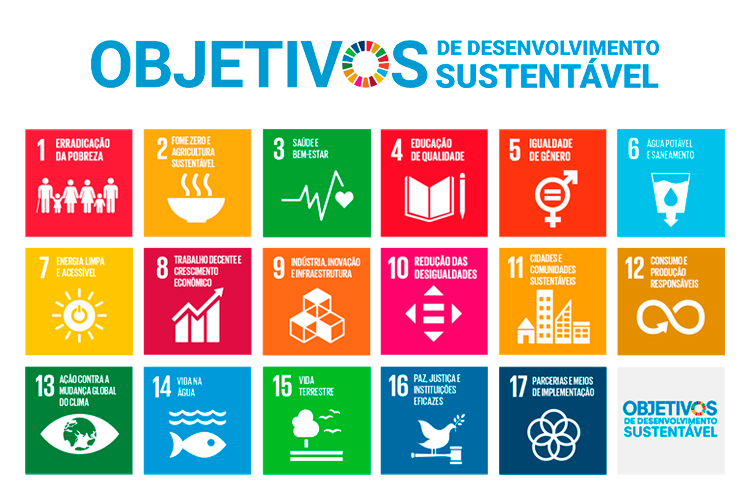 OBJETIVOS
DE DESENVOLVIMENTO
SUSTENTÁVEL
1 ERRADICAÇÃO
DA POBREZA
2 FOME ZERO E
AGRICULTURA
SUSTENTÁVEL
3 SAÚDE E
BEM-ESTAR
4 EDUCAÇÃO
DE QUALIDADE
5 IGUALDADE
DE GÊNERO
6 ÁGUA POTÁVEL
E SANEAMENTO
7 ENERGIA LIMPA
E ACESSÍVEL
8 TRABALHO DECENTE E
CRESCIMENTO
ECONÔMICO
9 INDÚSTRIA, INOVAÇÃO
E INFRAESTRUTURA
10 REDUÇÃO DAS
DESIGUALDADES
11 CIDADES E
COMUNIDADES
SUSTENTÁVEIS
12 CONSUMO E
PRODUÇÃO
RESPONSÁVEIS
13 AÇÃO CONTRA A
MUDANÇA GLOBAL
DO CLIMA
14 VIDA NA
ÁGUA
15 VIDA
TERRESTRE
16 PAZ, JUSTIÇA E
INSTITUIÇÕES
EFICAZES
17 PARCERIAS E MEIOS
DE IMPLEMENTAÇÃO
OBJETIVOS
DE DESENVOLVIMENTO
SUSTENTÁVEL